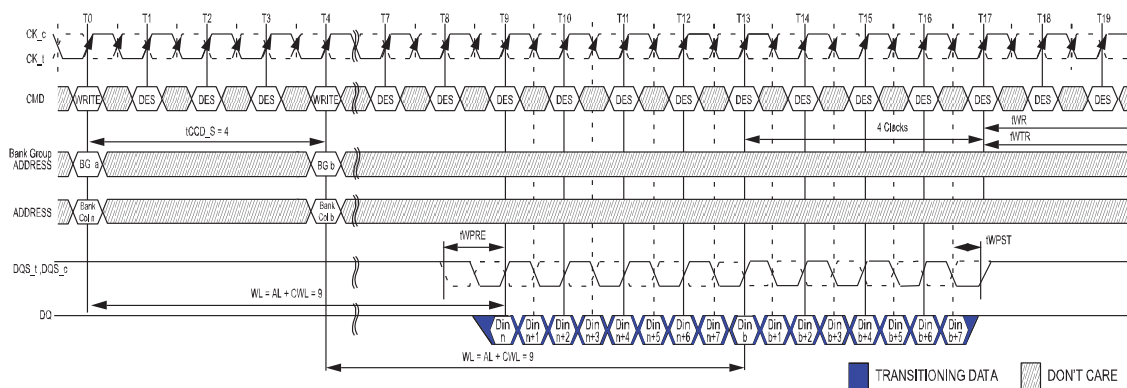 T0 T1 T2 T3 T4 T7 T8 T9 T10 T11 T12 T13 T14 T15 T16 T17 T18 T19
CK_c
CK_t
CMD WRITE DES DES DES WRITE DES DES DES DES DES DES DES DES DES DES DES DES DES
tCCD_S = 4
4 Clocks
tWR
tWTR
Bank Group
ADDRESS
BG a
BG b
ADDRESS
Bank
Col n
Bank
Col b
tWPRE
tWPST
DQS_t ,DQS_c
WL = AL + CWL = 9
DQ
Din Din Din Din Din Din Din Din Din Din Din Din Din Din Din Din
n n+1 n+2 n+3 n+4 n+5 n+6 n+7 b b+1 b+2 b+3 b+4 b+5 b+6 b+7
WL = AL + CWL = 9
TRANSITIONING DATA
DON'T CARE